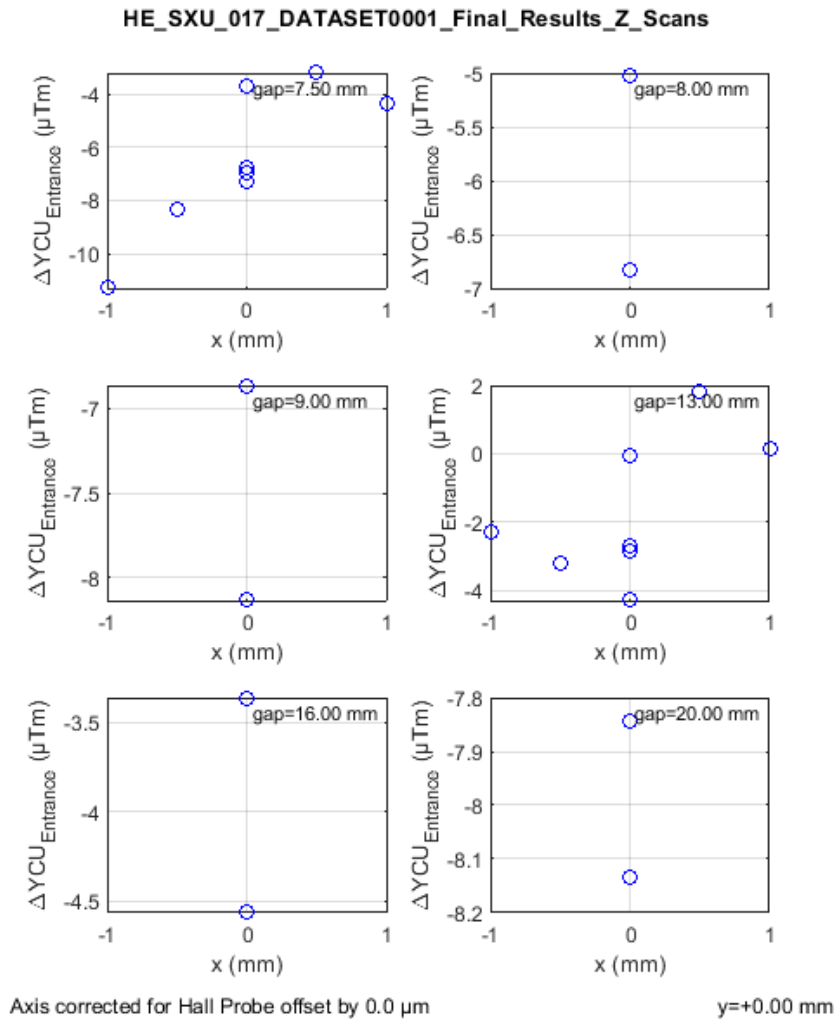 HE_SXU_017_DATASET0001_Final_Results_Z_Scans
gap=7.50 mm
-4
-6
-8
-10
ΔYCU_Entrance (µTm)
-1 0 1
x (mm)
gap=8.00 mm
-5
-5.5
-6
-6.5
-7
ΔYCU_Entrance (µTm)
-1 0 1
x (mm)
gap=9.00 mm
-7
-7.5
-8
ΔYCU_Entrance (µTm)
-1 0 1
x (mm)
gap=13.00 mm
2
0
-2
-4
ΔYCU_Entrance (µTm)
-1 0 1
x (mm)
gap=16.00 mm
-3.5
-4
-4.5
ΔYCU_Entrance (µTm)
-1 0 1
x (mm)
gap=20.00 mm
-7.8
-7.9
-8
-8.1
-8.2
ΔYCU_Entrance (µTm)
-1 0 1
x (mm)
Axis corrected for Hall Probe offset by 0.0 µm
y=+0.00 mm